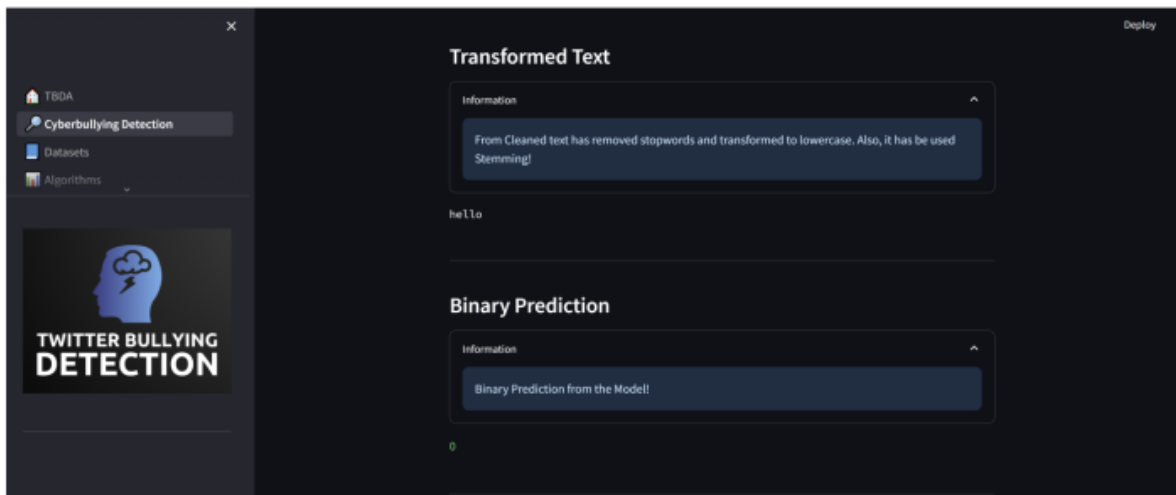 Deploy
TBDA
Cyberbullying Detection
Datasets
Algorithms
TWITTER BULLYING
DETECTION
Transformed Text
Information
From Cleaned text has removed stopwords and transformed to lowercase. Also, it has be used
Stemming!
hello
Binary Prediction
Information
Binary Prediction from the Model!
0